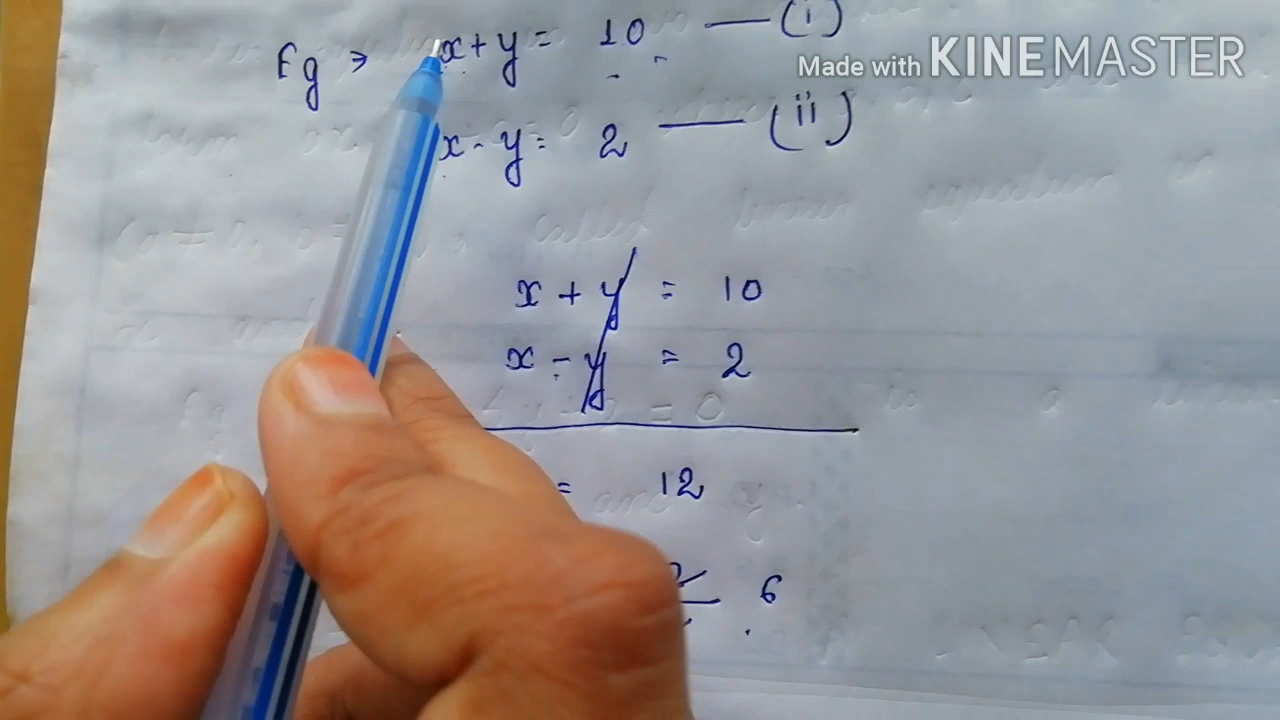 Eg ⇒ x + y = 10 —— (i)
Made with KINEMASTER
x - y = 2 —— (ii)
x + y = 10
x - y = 2
= 12
6